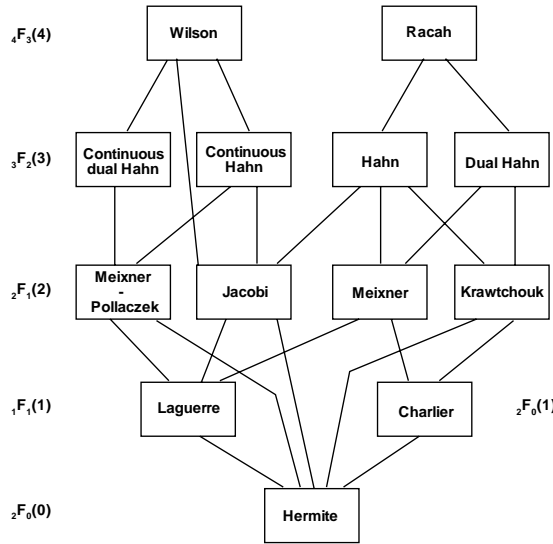 ₄F₃(4)
Wilson
Racah
₃F₂(3)
Continuous
dual Hahn
Continuous
Hahn
Hahn
Dual Hahn
₂F₁(2)
Meixner
-
Pollaczek
Jacobi
Meixner
Krawtchouk
₁F₁(1)
Laguerre
Charlier
₂F₀(1)
₂F₀(0)
Hermite